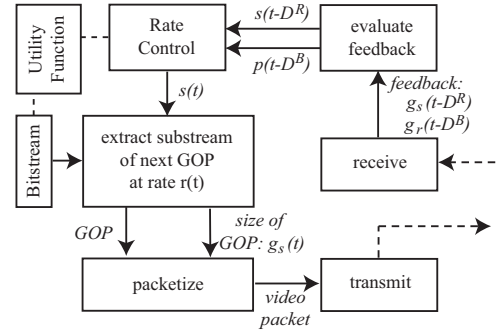 Utility
Function
Rate
Control
s(t-D^R)
p(t-D^B)
evaluate
feedback
s(t)
feedback:
g_s(t-D^R)
g_r(t-D^B)
Bitstream
extract substream
of next GOP
at rate r(t)
receive
GOP
size of
GOP: g_s(t)
packetize
video
packet
transmit